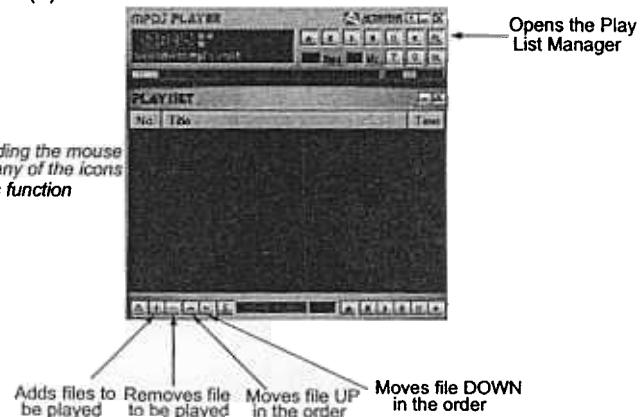 MPDJ PLAYER
Opens the Play
List Manager
PLAYLIST
No. Title Time
ding the mouse
any of the icons
function
Adds files to
be played
Removes file
to be played
Moves file UP
in the order
Moves file DOWN
in the order